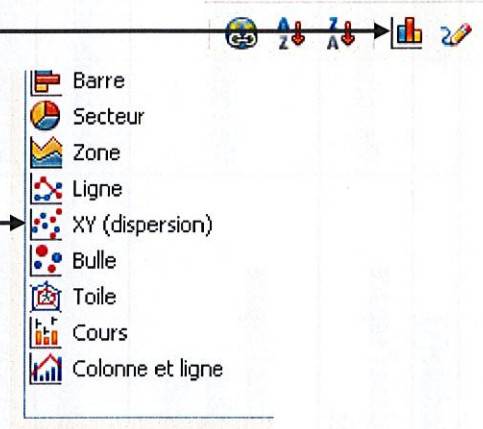 Barre
Secteur
Zone
Ligne
XY (dispersion)
Bulle
Toile
Cours
Colonne et ligne